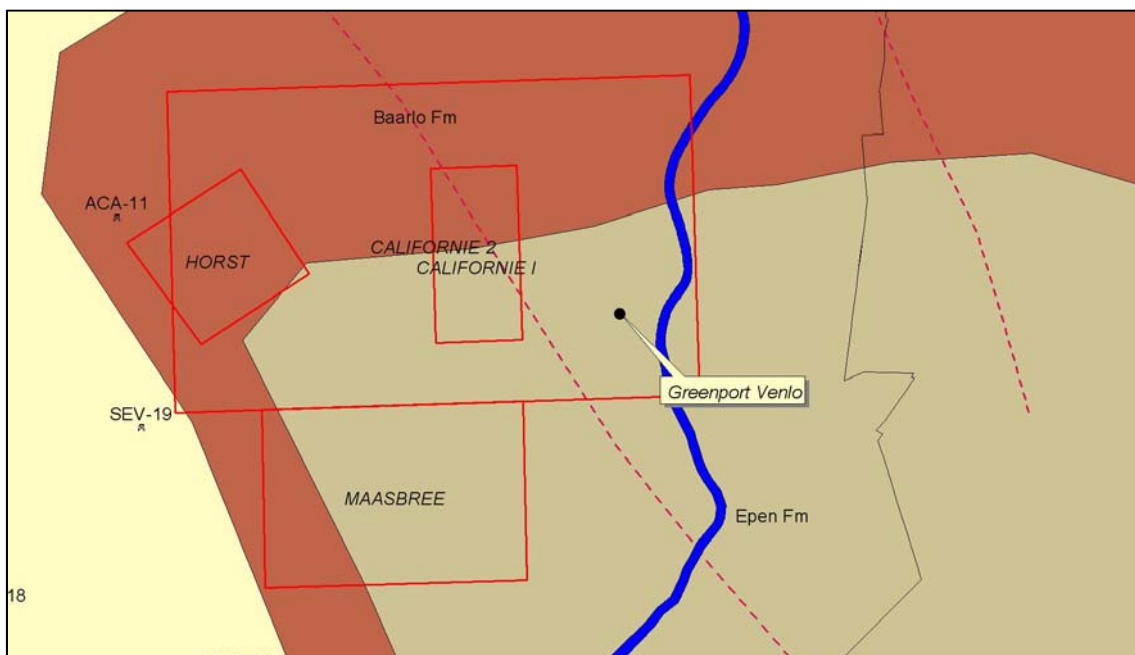 Baarlo Fm
ACA-11
HORST
CALIFORNIE 2
CALIFORNIE I
Greenport Venlo
SEV-19
MAASBREE
Epen Fm
18